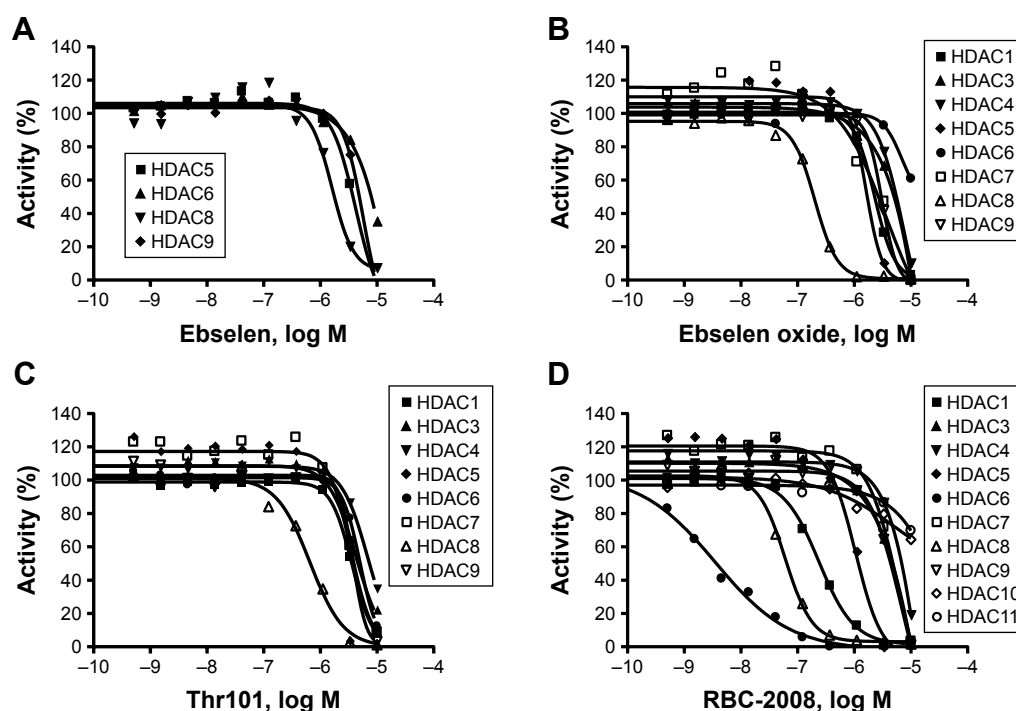 A
140
120
100
80
60
40
20
0
Activity (%)
HDAC5
HDAC6
HDAC8
HDAC9
–10 –9 –8 –7 –6 –5 –4
Ebselen, log M
B
140
120
100
80
60
40
20
0
Activity (%)
HDAC1
HDAC3
HDAC4
HDAC5
HDAC6
HDAC7
HDAC8
HDAC9
–10 –9 –8 –7 –6 –5 –4
Ebselen oxide, log M
C
140
120
100
80
60
40
20
0
Activity (%)
HDAC1
HDAC3
HDAC4
HDAC5
HDAC6
HDAC7
HDAC8
HDAC9
–10 –9 –8 –7 –6 –5 –4
Thr101, log M
D
140
120
100
80
60
40
20
0
Activity (%)
HDAC1
HDAC3
HDAC4
HDAC5
HDAC6
HDAC7
HDAC8
HDAC9
HDAC10
HDAC11
–10 –9 –8 –7 –6 –5 –4
RBC-2008, log M